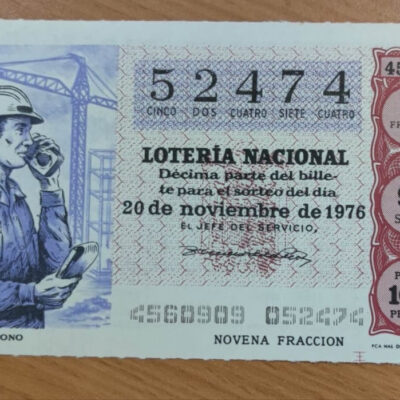 52474
CINCO DOS CUATRO SIETE CUATRO
LOTERÍA NACIONAL
Décima parte del bille-
te para el sorteo del día
20 de noviembre de 1976
EL JEFE DEL SERVICIO,
4560909 052474
NOVENA FRACCION